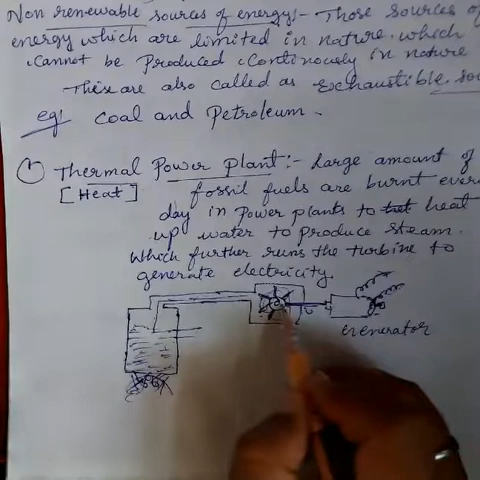 Non renewable sources of energy:- Those sources of
energy which are limited in nature, which
cannot be produced continously in nature
These are also called as exhaustible
eg: Coal and Petroleum.
① Thermal Power plant:- Large amount of
[Heat] fossil fuels are burnt
day in power plants to heat
up water to produce steam.
Which further runs the turbine to
generate electricity.
Generator